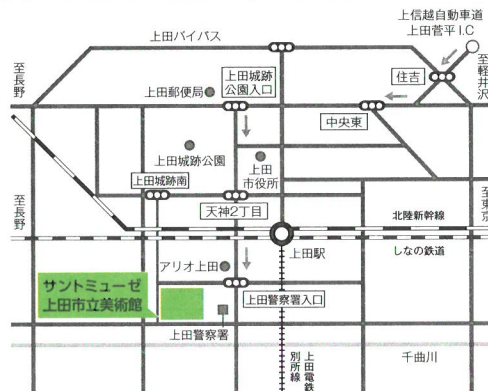 上信越自動車道
上田菅平 I.C
上田バイパス
至長野
至軽井沢
住吉
上田城跡
公園入口
上田郵便局
中央東
上田城跡公園
上田
市役所
上田城跡南
天神2丁目
至長野
至東京
北陸新幹線
しなの鉄道
上田駅
アリオ上田
サントミューゼ
上田市立美術館
上田警察署入口
上田警察署
上田電鉄
別所線
千曲川